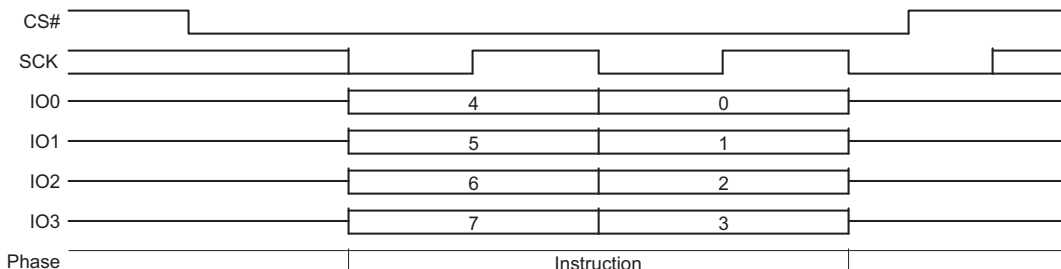 CS#
SCK
IO0 4 0
IO1 5 1
IO2 6 2
IO3 7 3
Phase Instruction